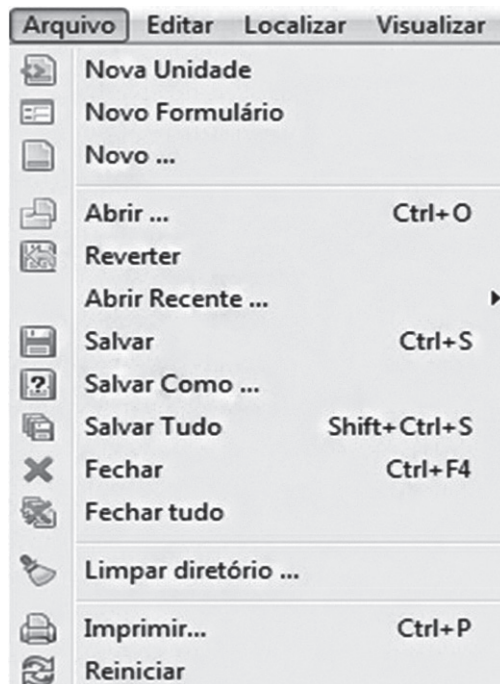 Arquivo Editar Localizar Visualizar
Nova Unidade
Novo Formulário
Novo ...
Abrir ... Ctrl+O
Reverter
Abrir Recente ...
Salvar Ctrl+S
Salvar Como ...
Salvar Tudo Shift+Ctrl+S
Fechar Ctrl+F4
Fechar tudo
Limpar diretório ...
Imprimir... Ctrl+P
Reiniciar